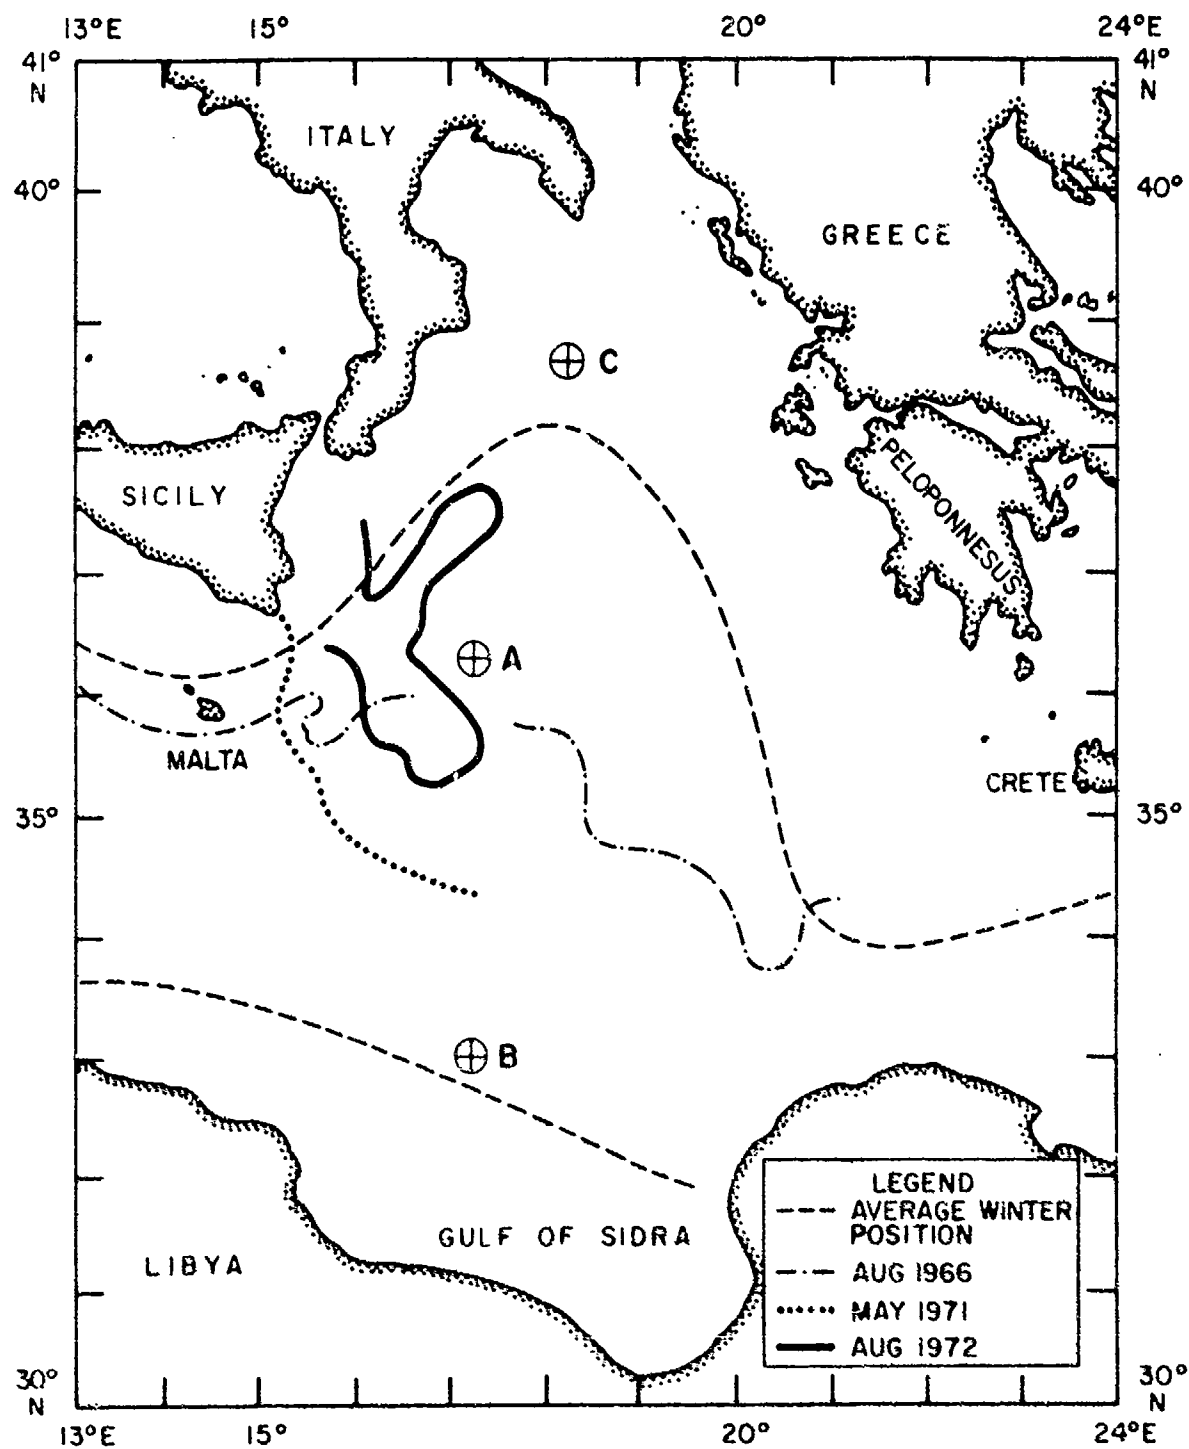 13°E 15° 20° 24°E
41° 41°
N N
ITALY
40° 40°
GREECE
C
SICILY
PELOPONNESUS
A
MALTA
CRETE
35° 35°
B
LEGEND
AVERAGE WINTER
POSITION
GULF OF SIDRA
LIBYA
AUG 1966
MAY 1971
AUG 1972
30° 30°
N N
13°E 15° 20° 24°E